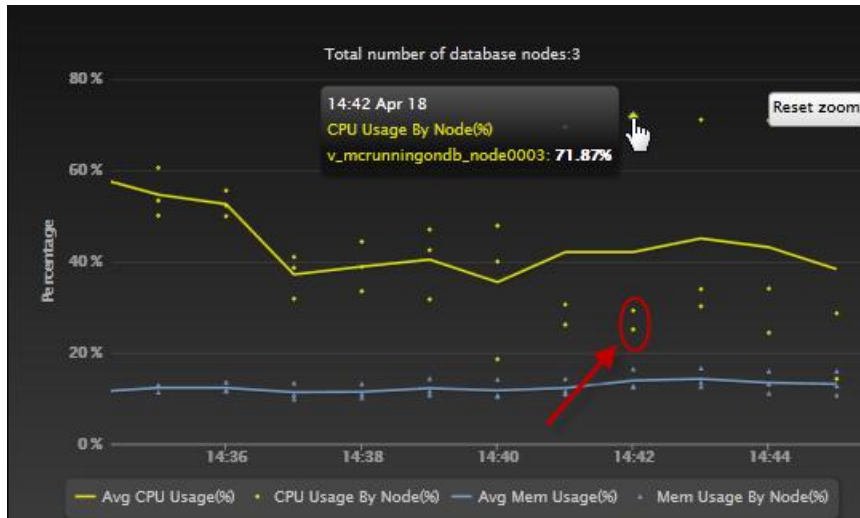 Total number of database nodes:3
80 %
14:42 Apr 18
CPU Usage By Node(%)
v_mcrunningondb_node0003: 71.87%
Reset zoom
60 %
Percentage
40 %
20 %
0 %
14:36
14:38
14:40
14:42
14:44
Avg CPU Usage(%)
CPU Usage By Node(%)
Avg Mem Usage(%)
Mem Usage By Node(%)